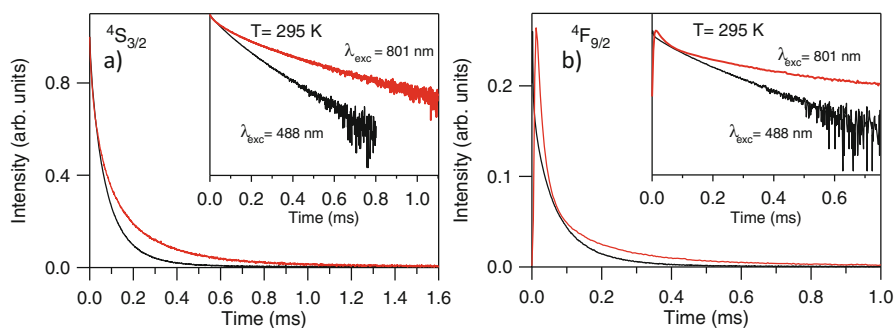 ⁴S₃/₂
a)
T= 295 K
λexc = 801 nm
λexc = 488 nm
0.0 0.2 0.4 0.6 0.8 1.0
Time (ms)
Intensity (arb. units)
0.8
0.4
0.0
0.0 0.2 0.4 0.6 0.8 1.0 1.2 1.4 1.6
Time (ms)
⁴F₉/₂
b)
T= 295 K
λexc = 801 nm
λexc = 488 nm
0.0 0.2 0.4 0.6
Time (ms)
Intensity (arb. units)
0.2
0.1
0.0
0.0 0.2 0.4 0.6 0.8 1.0
Time (ms)